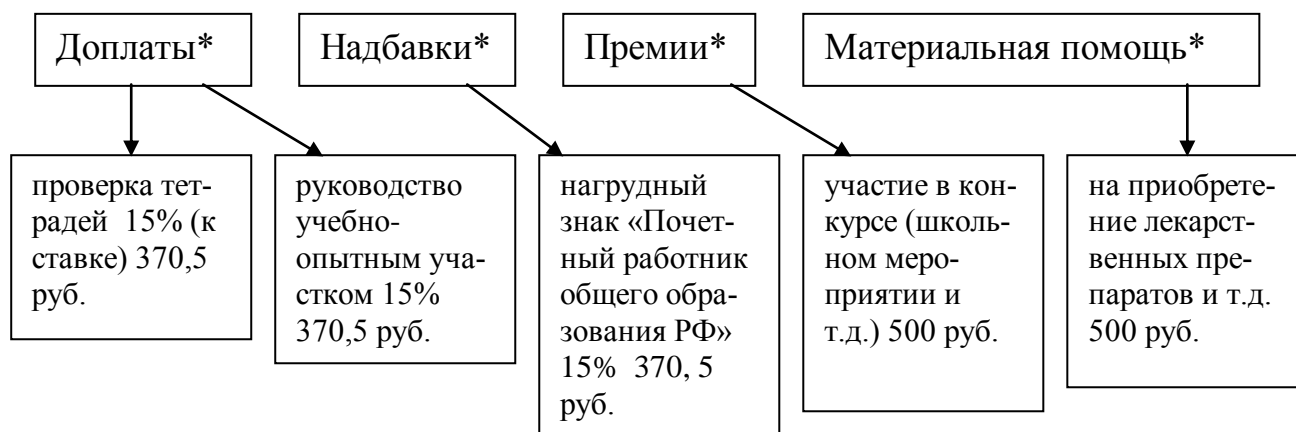 Доплаты*
Надбавки*
Премии*
Материальная помощь*
проверка тет-
радей 15% (к
ставке) 370,5
руб.
руководство
учебно-
опытным уча-
стком 15%
370,5 руб.
нагрудный
знак «Почет-
ный работник
общего обра-
зования РФ»
15% 370, 5
руб.
участие в кон-
курсе (школь-
ном меро-
приятии и
т.д.) 500 руб.
на приобрете-
ние лекарст-
венных пре-
паратов и т.д.
500 руб.